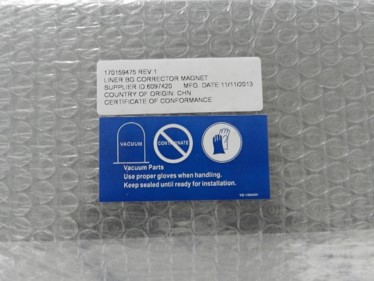 170159475 REV 1
LINER BG CORRECTOR MAGNET
SUPPLIER ID:6097420 MFG. DATE 11/11/2013
COUNTRY OF ORIGIN: CHN
CERTIFICATE OF CONFORMANCE
VACUUM
CONTAMINATE
Vacuum Parts
Use proper gloves when handling.
Keep sealed until ready for installation.